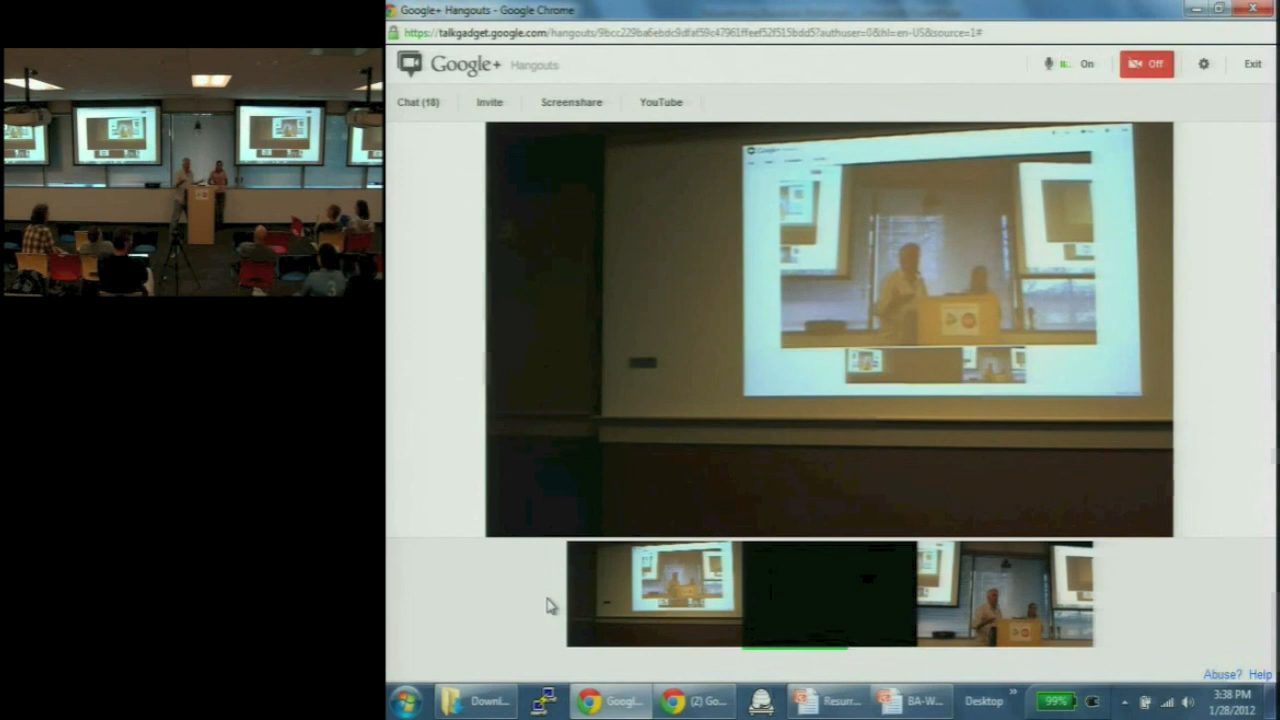 Google+ Hangouts - Google Chrome
https://talkgadget.google.com/hangouts/9bcc229ba6ebdc9dfaf59c47961ffeef52f515bdd5?authuser=0&hl=en-US&source=1#
Google+ Hangouts
On
Off
Exit
Chat (18)
Invite
Screenshare
YouTube
Google+
Abuse? Help
Downl...
Googl...
(2) Go...
Resurr...
BA-W...
Desktop
99%
3:38 PM
1/28/2012